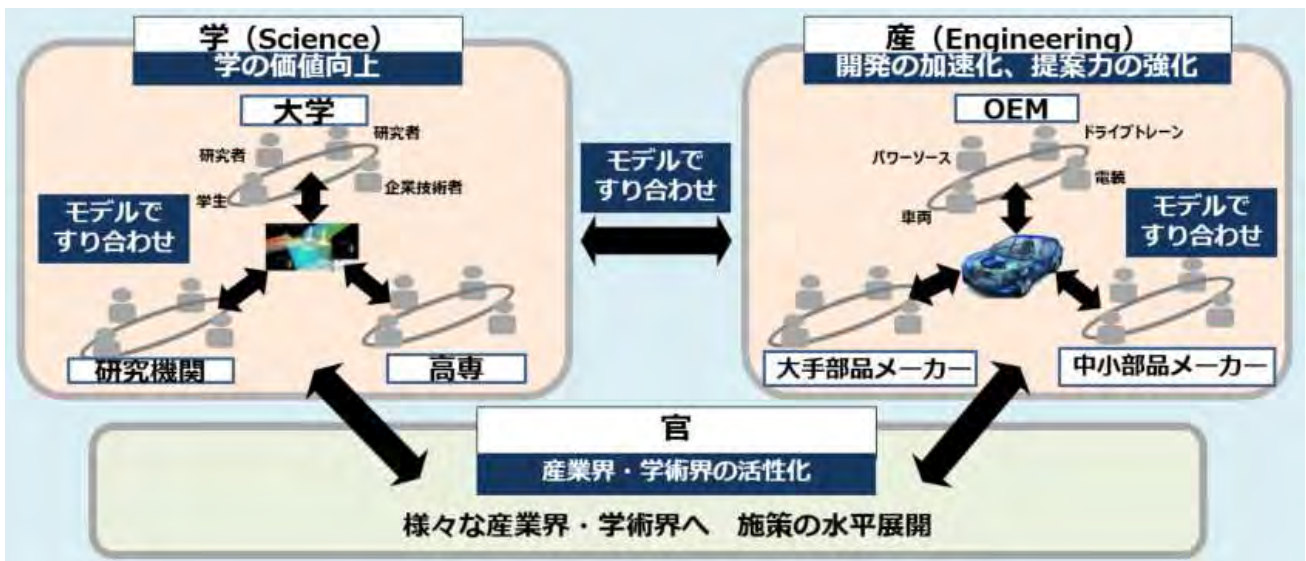 学（Science）
学の価値向上
大学
研究者
研究者
学生
企業技術者
モデルで
すり合わせ
研究機関
高専
モデルで
すり合わせ
産（Engineering）
開発の加速化、提案力の強化
OEM
ドライブトレーン
パワーソース
電装
車両
モデルで
すり合わせ
大手部品メーカー
中小部品メーカー
官
産業界・学術界の活性化
様々な産業界・学術界へ　施策の水平展開